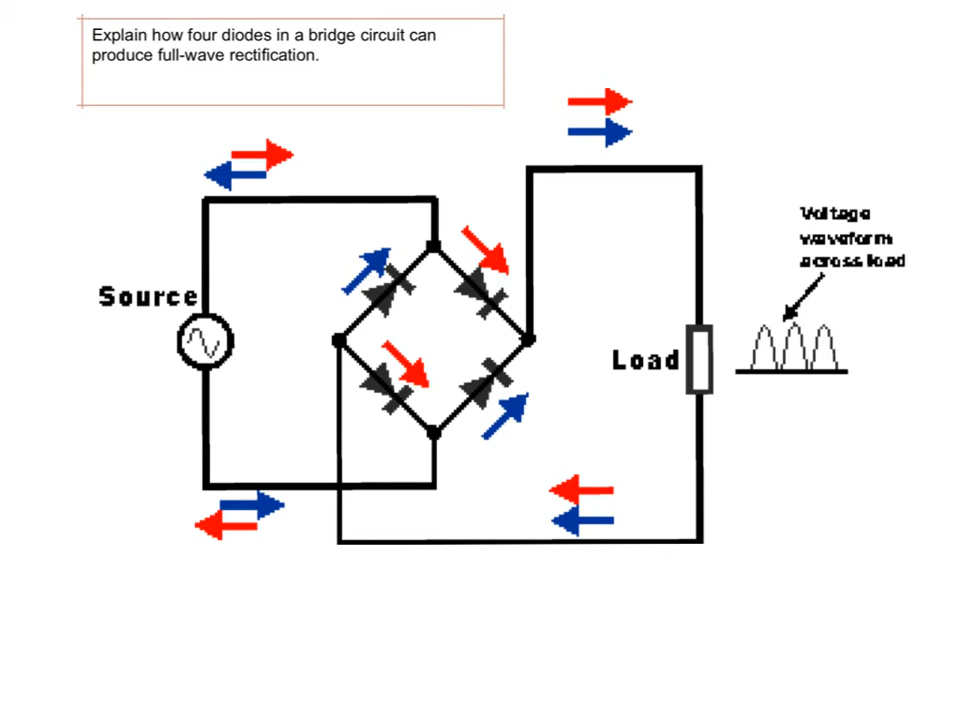 Explain how four diodes in a bridge circuit can
produce full-wave rectification.
Voltage
waveform
across load
Source
Load